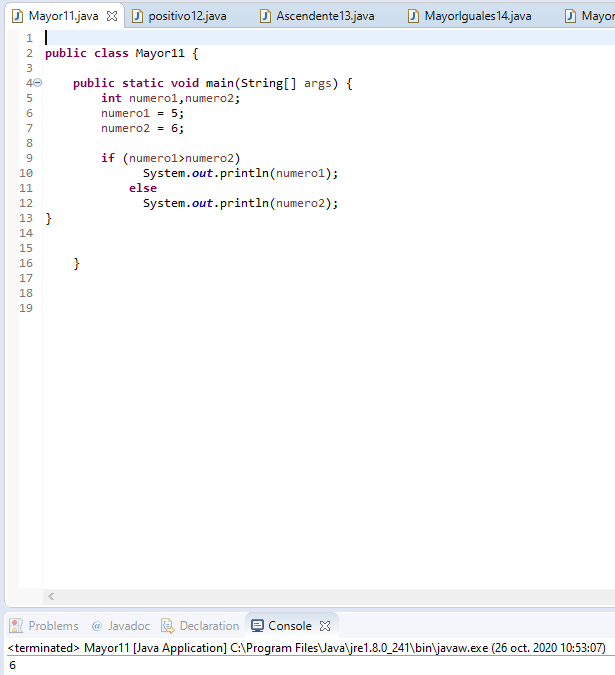 Mayor11.java positivo12.java Ascendente13.java MayorIguales14.java Mayor
1
2 public class Mayor11 {
3
4 public static void main(String[] args) {
5 int numero1,numero2;
6 numero1 = 5;
7 numero2 = 6;
8
9 if (numero1>numero2)
10 System.out.println(numero1);
11 else
12 System.out.println(numero2);
13 }
14
15
16 }
17
18
19
Problems @ Javadoc Declaration Console
<terminated> Mayor11 [Java Application] C:\Program Files\Java\jre1.8.0_241\bin\javaw.exe (26 oct. 2020 10:53:07)
6